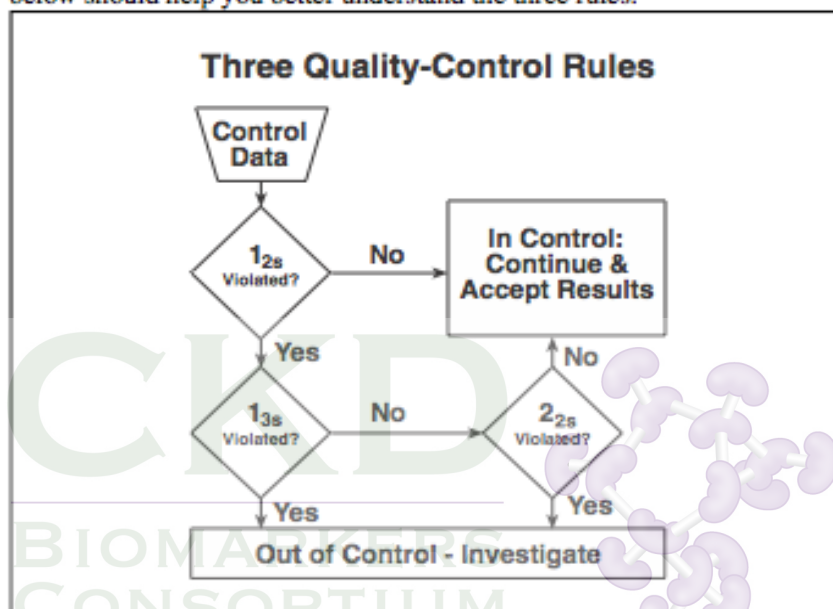 below should help you better understand the three rules.
Three Quality-Control Rules
Control
Data
12s
Violated?
No
In Control:
Continue &
Accept Results
Yes
No
13s
Violated?
No
22s
Violated?
Yes
Yes
Out of Control - Investigate
CKD
BIOMARKERS
CONSORTIUM